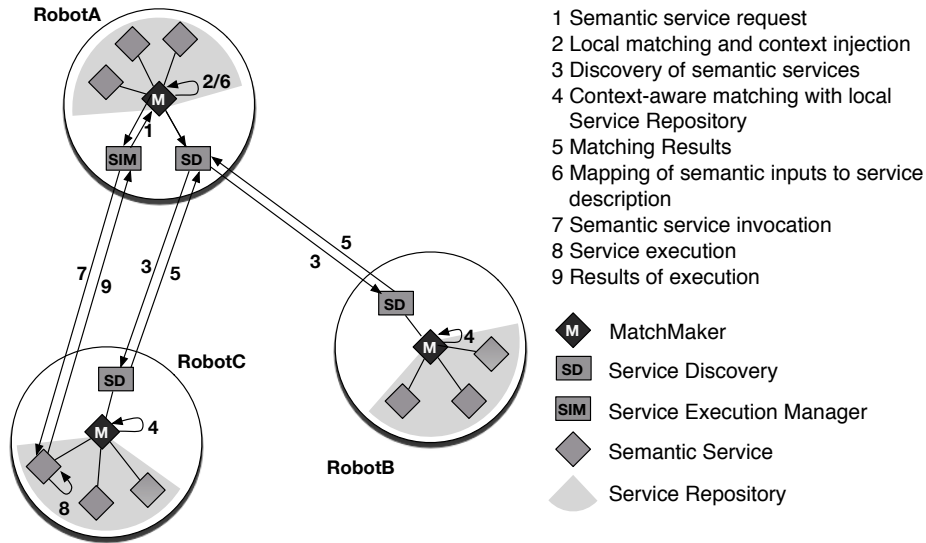 RobotA
M
2/6
1
SIM
SD
7
9
3
5
5
3
SD
M
4
RobotB
RobotC
SD
M
4
8
1 Semantic service request
2 Local matching and context injection
3 Discovery of semantic services
4 Context-aware matching with local
Service Repository
5 Matching Results
6 Mapping of semantic inputs to service
description
7 Semantic service invocation
8 Service execution
9 Results of execution
M MatchMaker
SD Service Discovery
SIM Service Execution Manager
Semantic Service
Service Repository